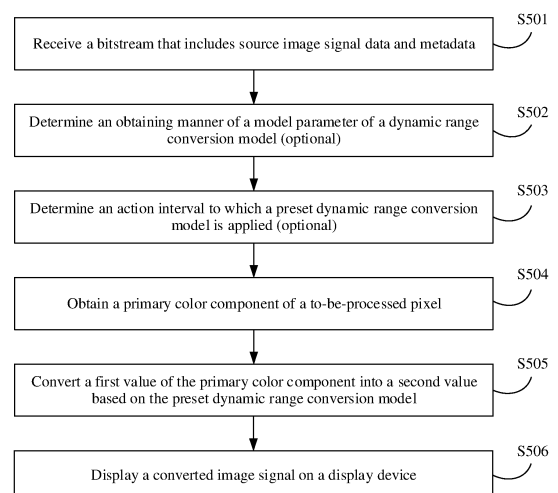 S501
Receive a bitstream that includes source image signal data and metadata
S502
Determine an obtaining manner of a model parameter of a dynamic range
conversion model (optional)
S503
Determine an action interval to which a preset dynamic range conversion
model is applied (optional)
S504
Obtain a primary color component of a to-be-processed pixel
S505
Convert a first value of the primary color component into a second value
based on the preset dynamic range conversion model
S506
Display a converted image signal on a display device